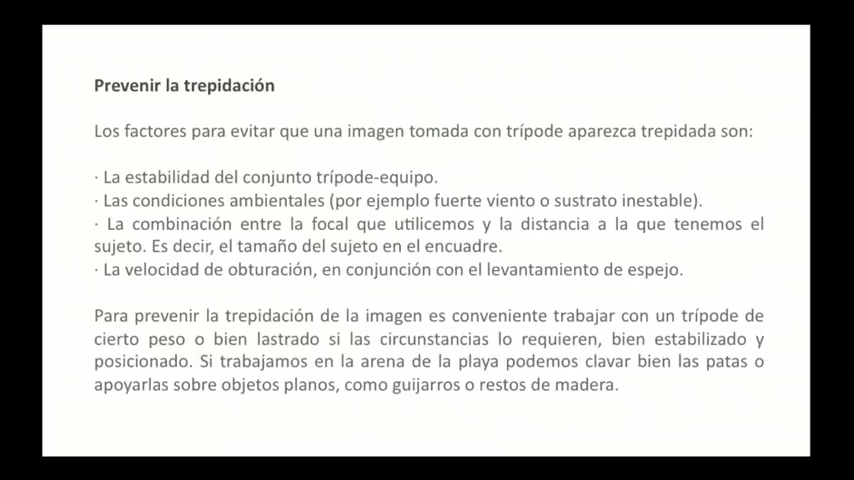 Prevenir la trepidación
Los factores para evitar que una imagen tomada con trípode aparezca trepidada son:
· La estabilidad del conjunto trípode-equipo.
· Las condiciones ambientales (por ejemplo fuerte viento o sustrato inestable).
· La combinación entre la focal que utilicemos y la distancia a la que tenemos el
sujeto. Es decir, el tamaño del sujeto en el encuadre.
· La velocidad de obturación, en conjunción con el levantamiento de espejo.
Para prevenir la trepidación de la imagen es conveniente trabajar con un trípode de
cierto peso o bien lastrado si las circunstancias lo requieren, bien estabilizado y
posicionado. Si trabajamos en la arena de la playa podemos clavar bien las patas o
apoyarlas sobre objetos planos, como guijarros o restos de madera.